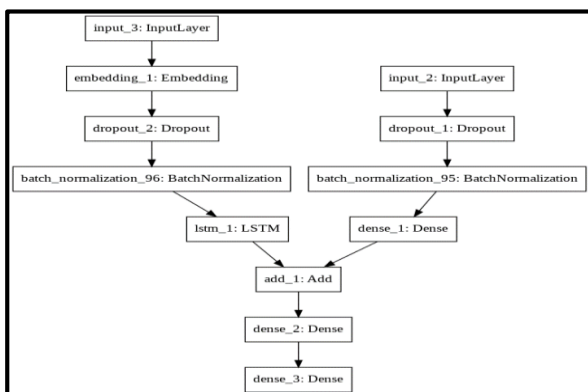 input_3: InputLayer
embedding_1: Embedding
input_2: InputLayer
dropout_2: Dropout
dropout_1: Dropout
batch_normalization_96: BatchNormalization
batch_normalization_95: BatchNormalization
lstm_1: LSTM
dense_1: Dense
add_1: Add
dense_2: Dense
dense_3: Dense